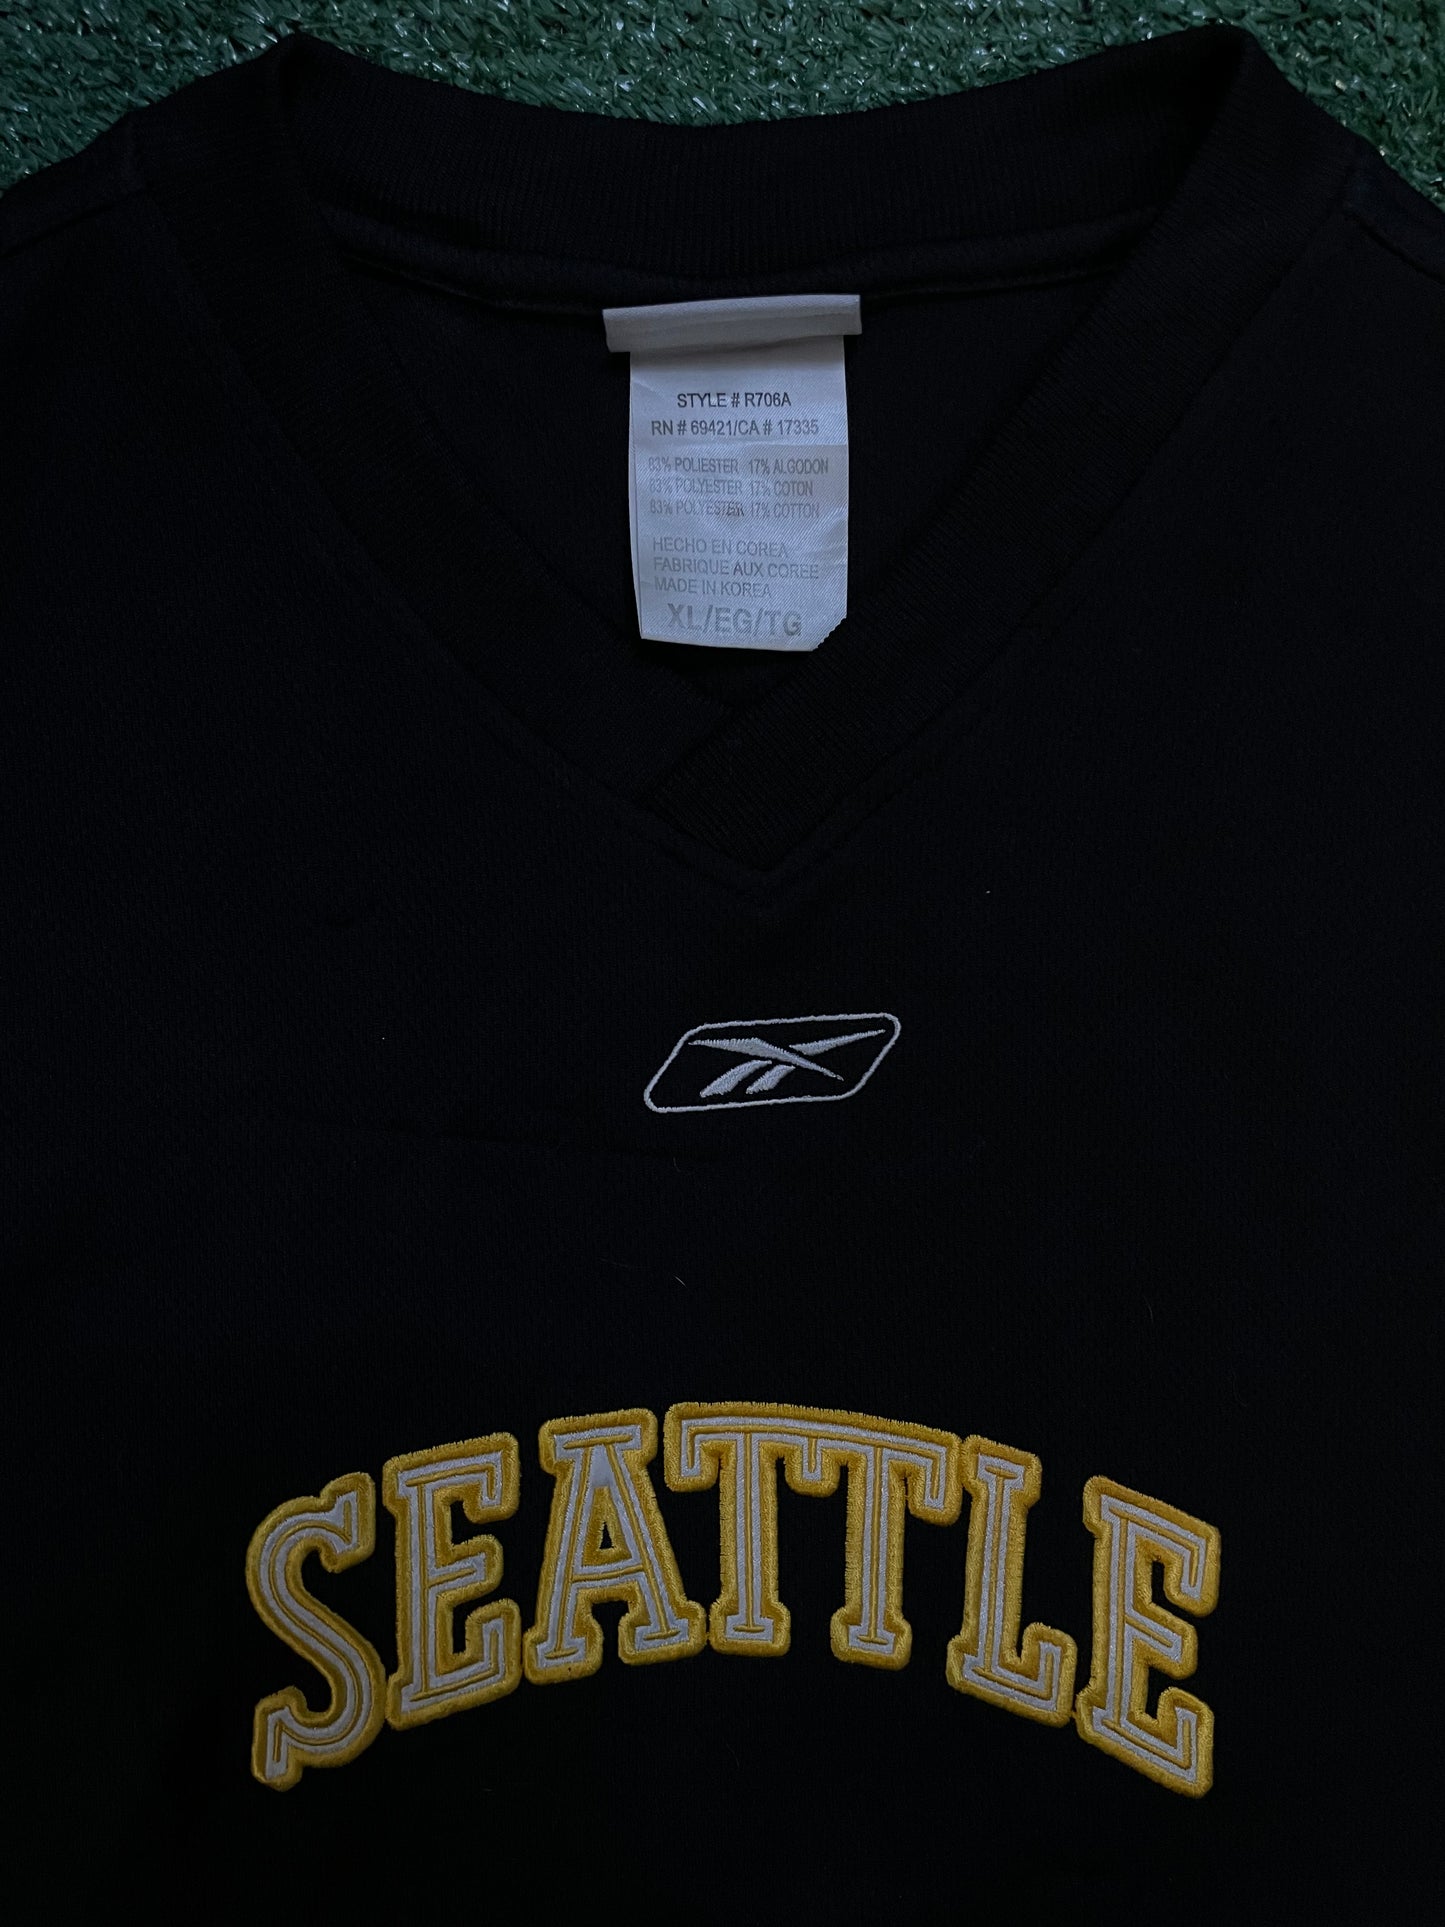 STYLE # R706A
RN # 69421/CA # 17335
83% POLIESTER 17% ALGODON
83% POLYESTER 17% COTON
83% POLYESTER 17% COTTON
HECHO EN COREA
FABRIQUE AUX COREE
MADE IN KOREA
XL/EG/TG
SEATTLE